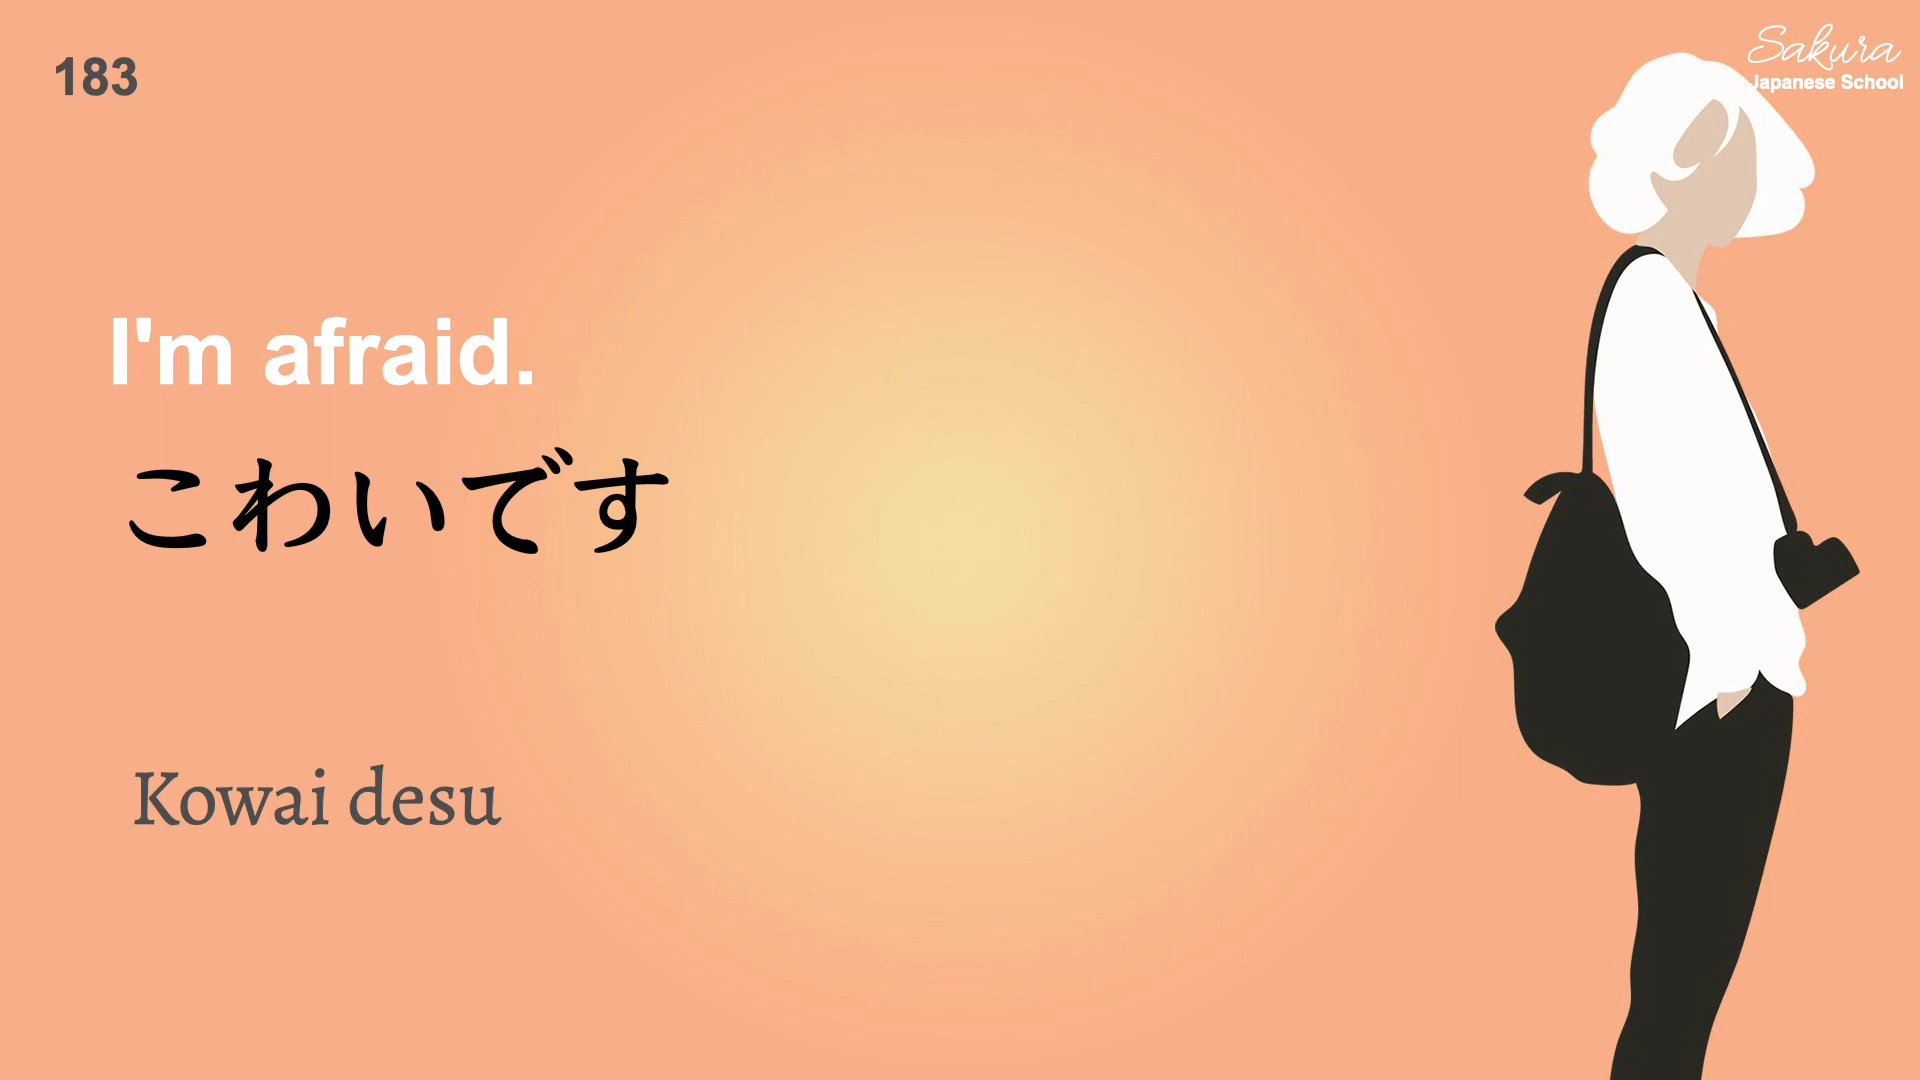 183
Sakura
Japanese School
I'm afraid.
こわいです
Kowai desu